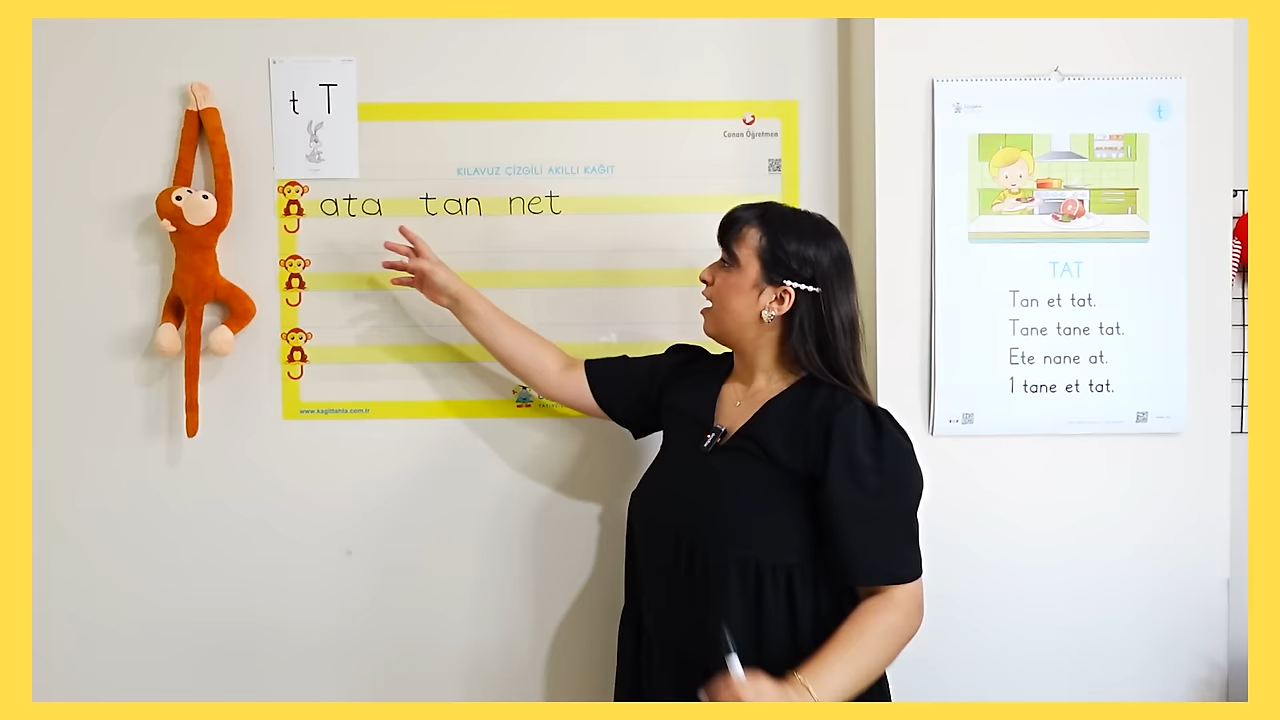 t T
Canan Öğretmen
KILAVUZ ÇİZGİLİ AKILLI KAĞIT
ata tan net
www.kagittahta.com.tr
t
TAT
Tan et tat.
Tane tane tat.
Ete nane at.
1 tane et tat.